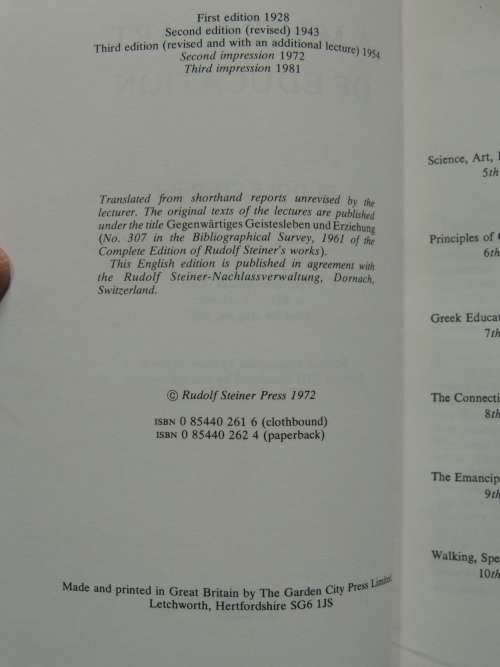 First edition 1928
Second edition (revised) 1943
Third edition (revised and with an additional lecture) 1954
Second impression 1972
Third impression 1981
Translated from shorthand reports unrevised by the
lecturer. The original texts of the lectures are published
under the title Gegenwärtiges Geistesleben und Erziehung
(No. 307 in the Bibliographical Survey, 1961 of the
Complete Edition of Rudolf Steiner's works).
This English edition is published in agreement with
the Rudolf Steiner-Nachlassverwaltung, Dornach,
Switzerland.
© Rudolf Steiner Press 1972
ISBN 0 85440 261 6 (clothbound)
ISBN 0 85440 262 4 (paperback)
Made and printed in Great Britain by The Garden City Press Limited
Letchworth, Hertfordshire SG6 1JS
Science, Art,
5th
Principles of
6th
Greek Educat
7th
The Connecti
8th
The Emancip
9th
Walking, Spe
10th